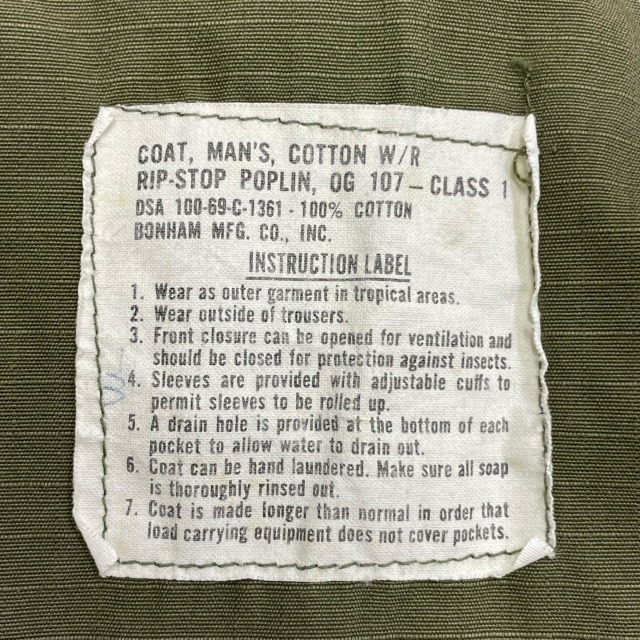 COAT, MAN'S, COTTON W/R
RIP-STOP POPLIN, OG 107 — CLASS 1
DSA 100-69-C-1361 - 100% COTTON
BONHAM MFG. CO., INC.
INSTRUCTION LABEL
1. Wear as outer garment in tropical areas.
2. Wear outside of trousers.
3. Front closure can be opened for ventilation and
should be closed for protection against insects.
4. Sleeves are provided with adjustable cuffs to
permit sleeves to be rolled up.
5. A drain hole is provided at the bottom of each
pocket to allow water to drain out.
6. Coat can be hand laundered. Make sure all soap
is thoroughly rinsed out.
7. Coat is made longer than normal in order that
load carrying equipment does not cover pockets.